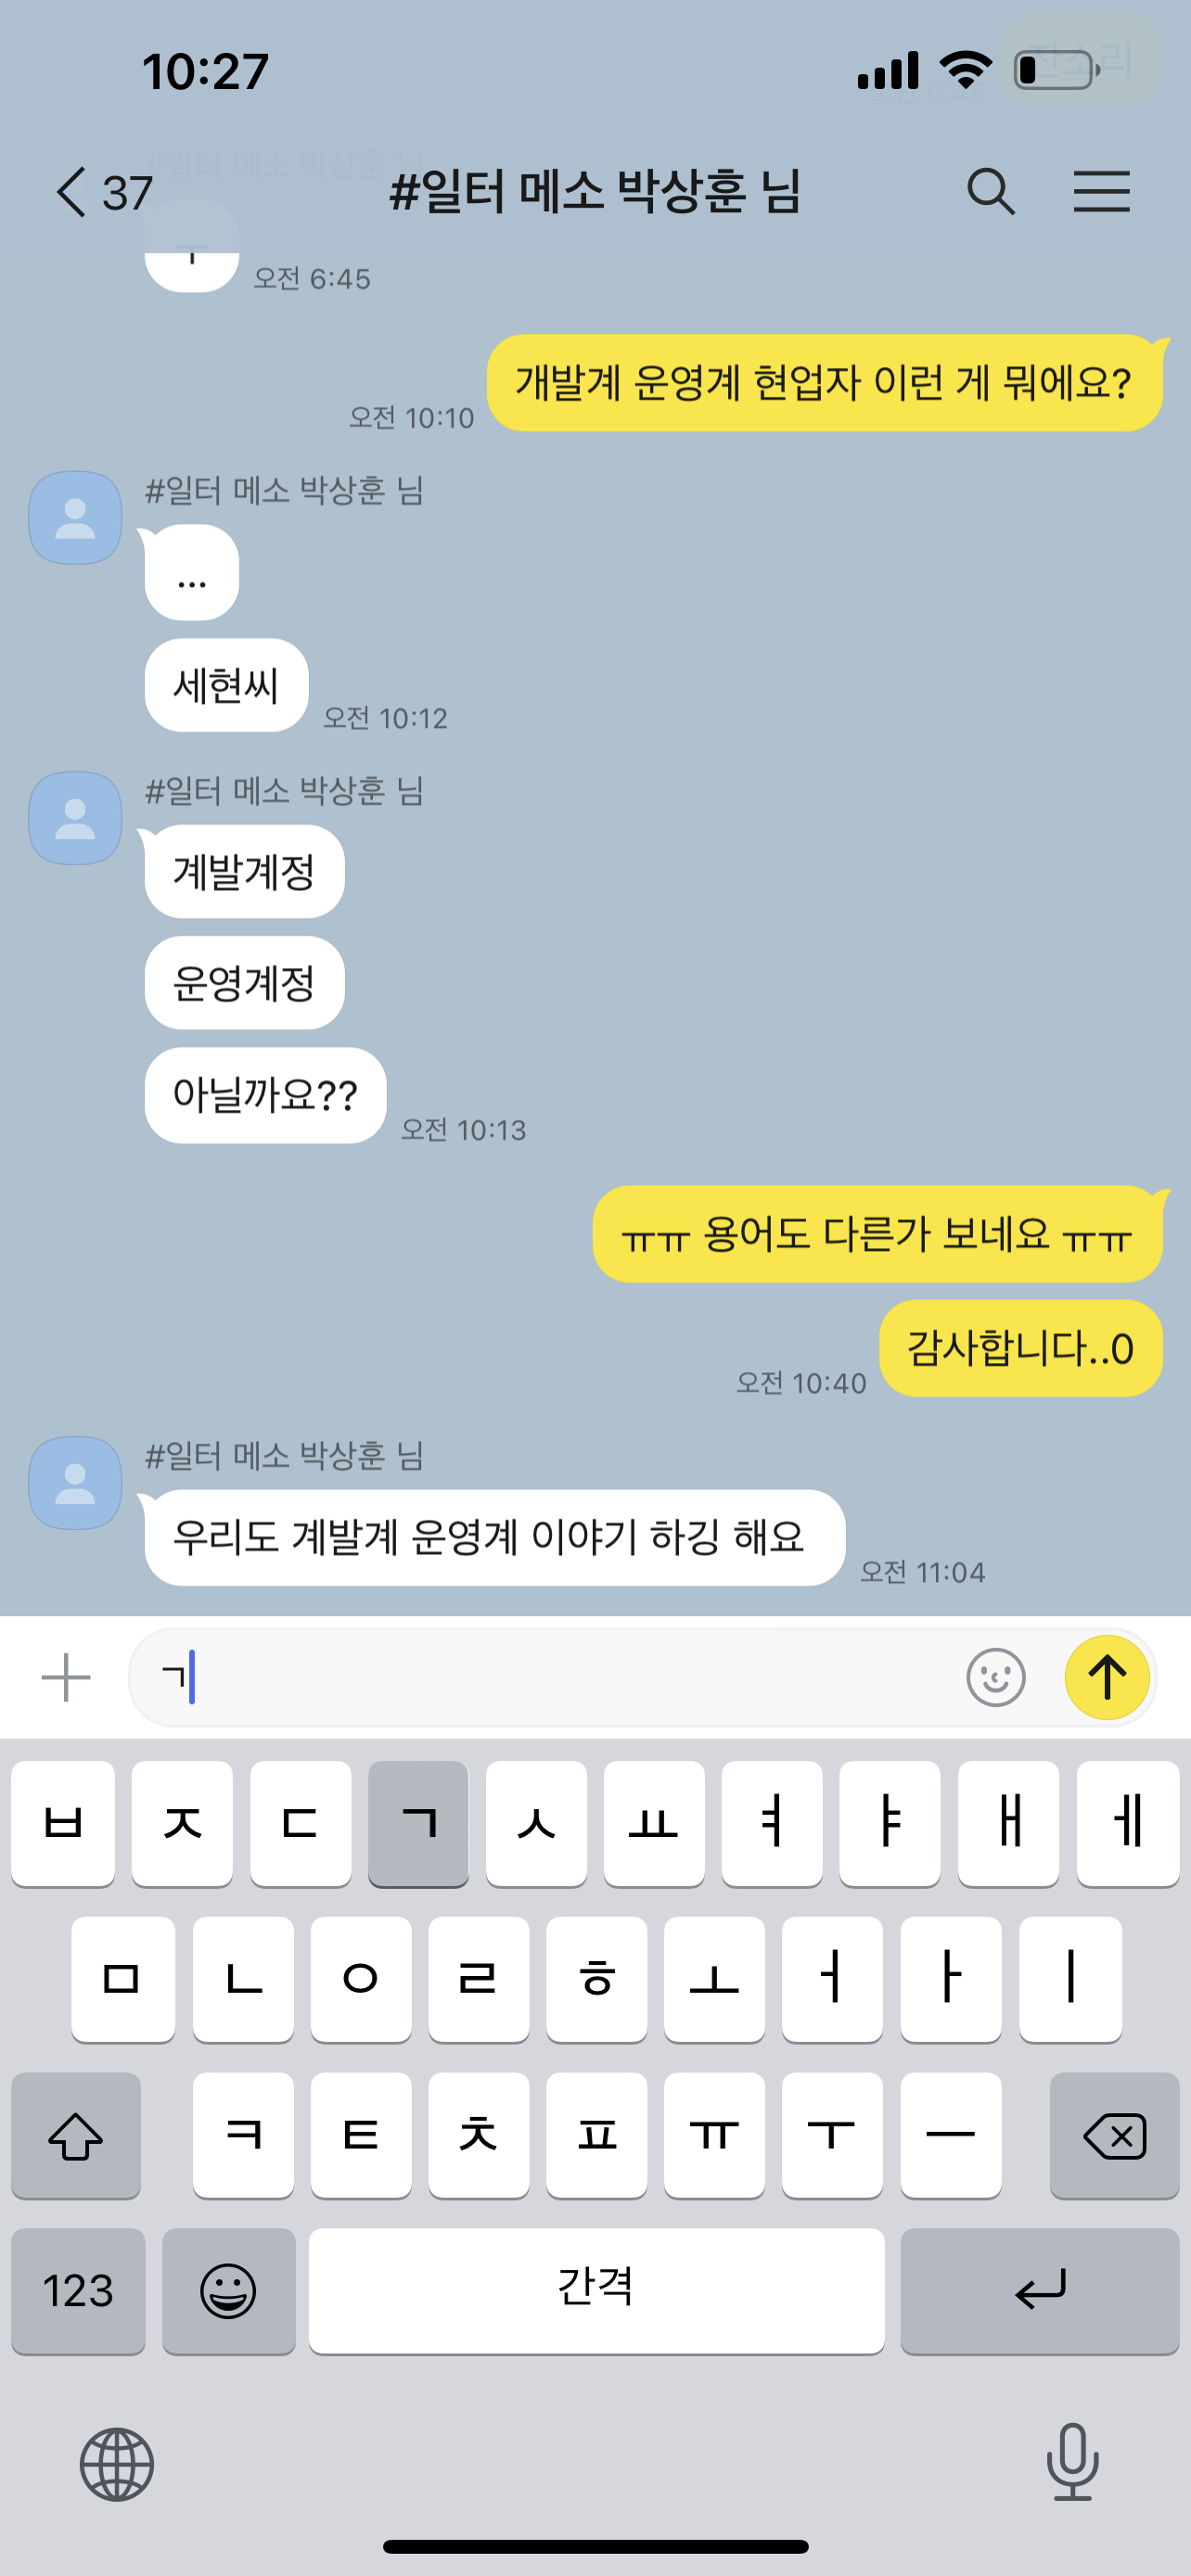 10:27
37
#일터 메소 박상훈 님
오전 6:45
개발계 운영계 현업자 이런 게 뭐에요?
오전 10:10
#일터 메소 박상훈 님
...
세현씨
오전 10:12
#일터 메소 박상훈 님
계발계정
운영계정
아닐까요??
오전 10:13
ㅠㅠ 용어도 다른가 보네요 ㅠㅠ
감사합니다..0
오전 10:40
#일터 메소 박상훈 님
우리도 계발계 운영계 이야기 하깅 해요
오전 11:04
ㄱ
ㅂ ㅈ ㄷ ㄱ ㅅ ㅛ ㅕ ㅑ ㅐ ㅔ
ㅁ ㄴ ㅇ ㄹ ㅎ ㅗ ㅓ ㅏ ㅣ
ㅋ ㅌ ㅊ ㅍ ㅠ ㅜ ㅡ
123 간격